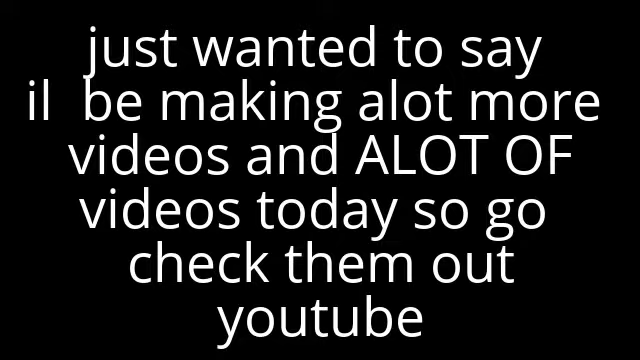 just wanted to say
il  be making alot more
videos and ALOT OF
videos today so go
check them out
youtube